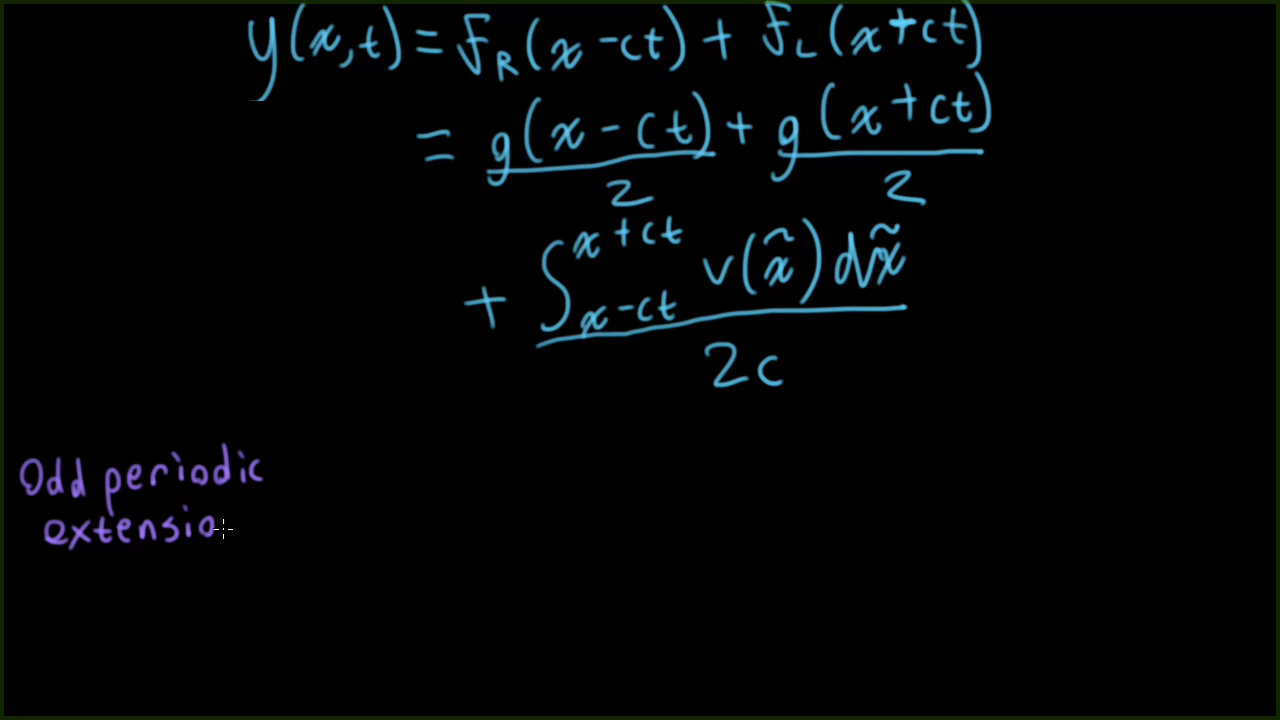 y(x,t) = F_R(x-ct) + F_L(x+ct)
= g(x-ct)/2 + g(x+ct)/2
+ ∫_{x-ct}^{x+ct} v(x̃) dx̃ / 2c
Odd periodic
extensio